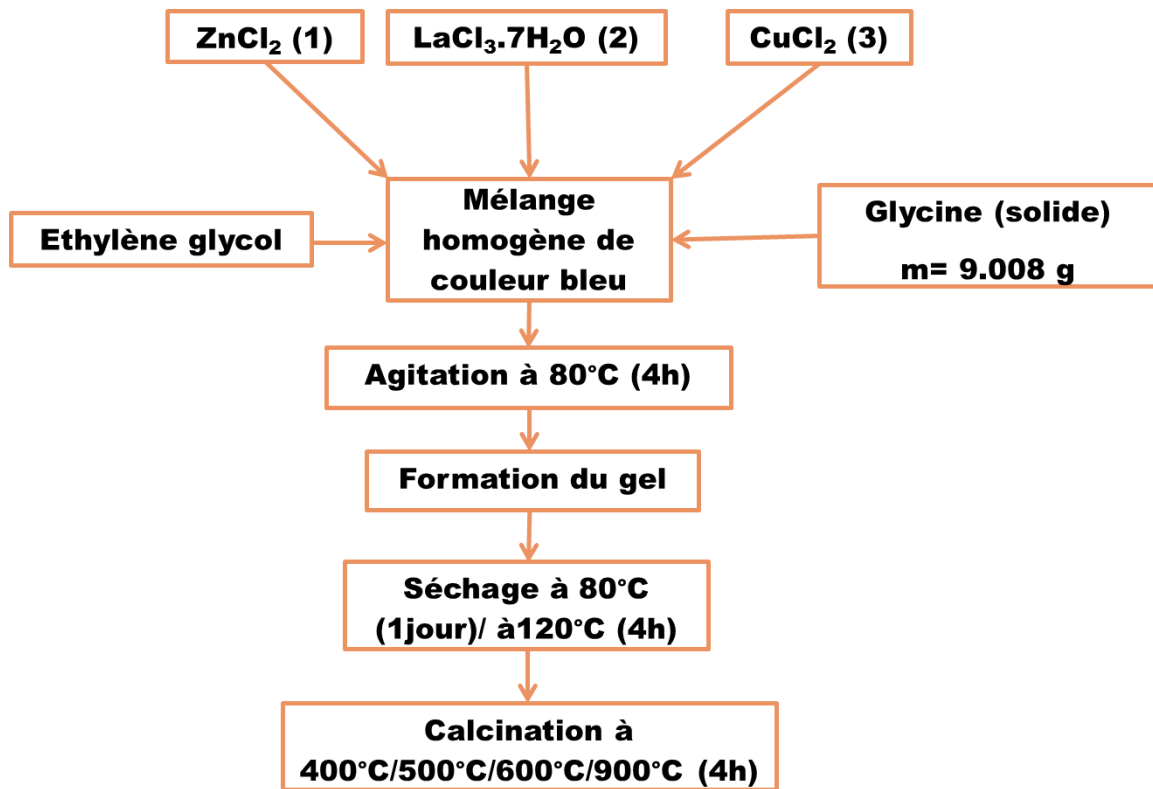 ZnCl₂ (1)
LaCl₃.7H₂O (2)
CuCl₂ (3)
Mélange
homogène de
couleur bleu
Ethylène glycol
Glycine (solide)
m= 9.008 g
Agitation à 80°C (4h)
Formation du gel
Séchage à 80°C
(1jour)/ à120°C (4h)
Calcination à
400°C/500°C/600°C/900°C (4h)